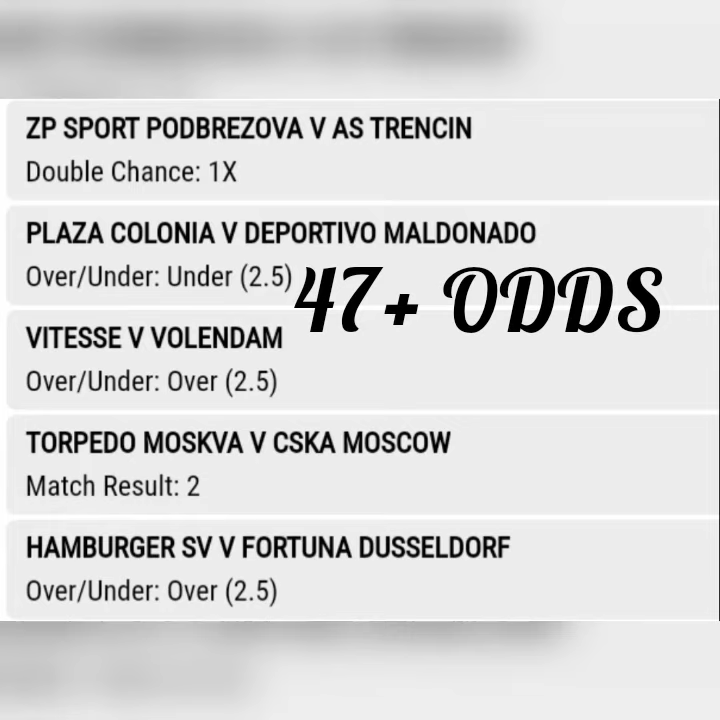 ZP SPORT PODBREZOVA V AS TRENCIN
Double Chance: 1X
PLAZA COLONIA V DEPORTIVO MALDONADO
Over/Under: Under (2.5)
47+ ODDS
VITESSE V VOLENDAM
Over/Under: Over (2.5)
TORPEDO MOSKVA V CSKA MOSCOW
Match Result: 2
HAMBURGER SV V FORTUNA DUSSELDORF
Over/Under: Over (2.5)